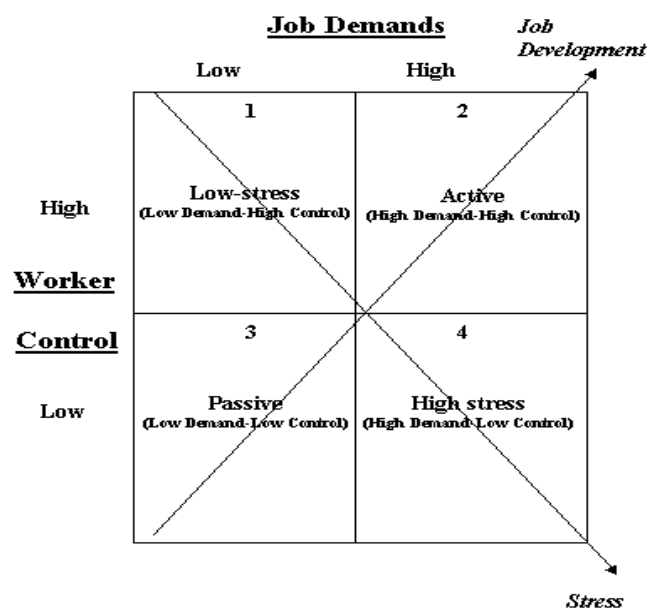 Job Demands
Job
Development
Low
High
1
2
Low-stress
(Low Demand-High Control)
Active
(High Demand-High Control)
High
Worker
Control
3
4
Passive
(Low Demand-Low Control)
High stress
(High Demand-Low Control)
Low
Stress